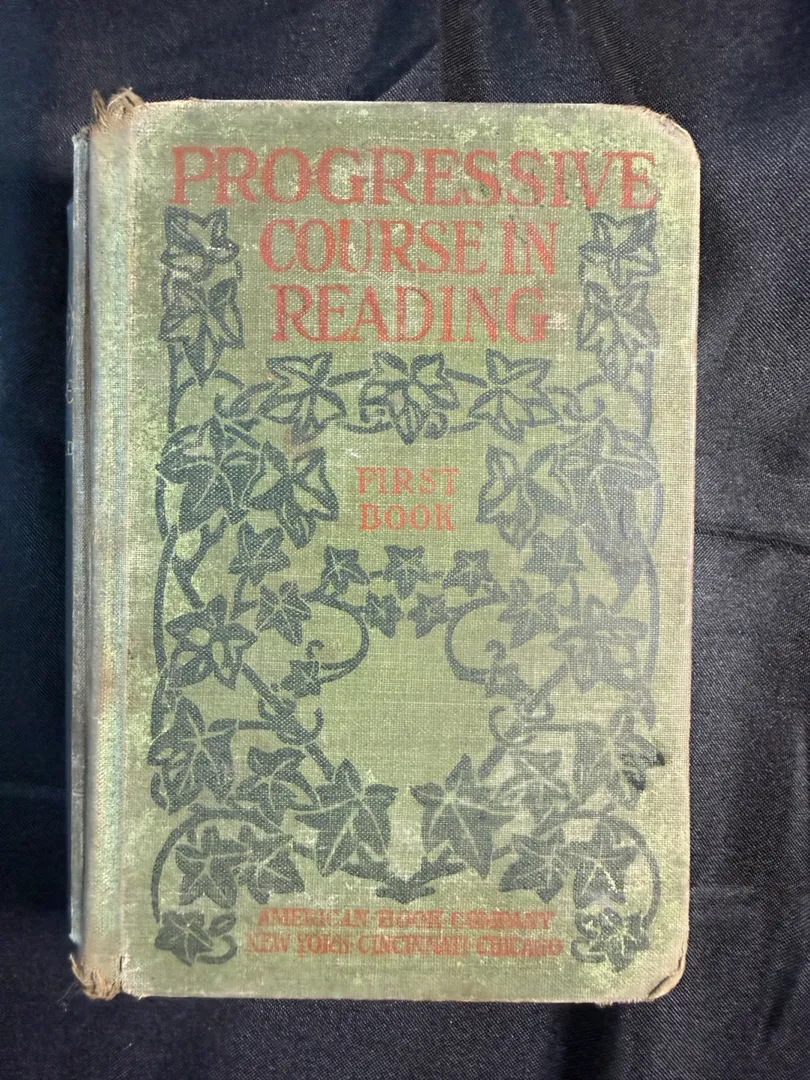 PROGRESSIVE
COURSE IN
READING
FIRST
BOOK
AMERICAN BOOK COMPANY
NEW YORK CINCINNATI CHICAGO